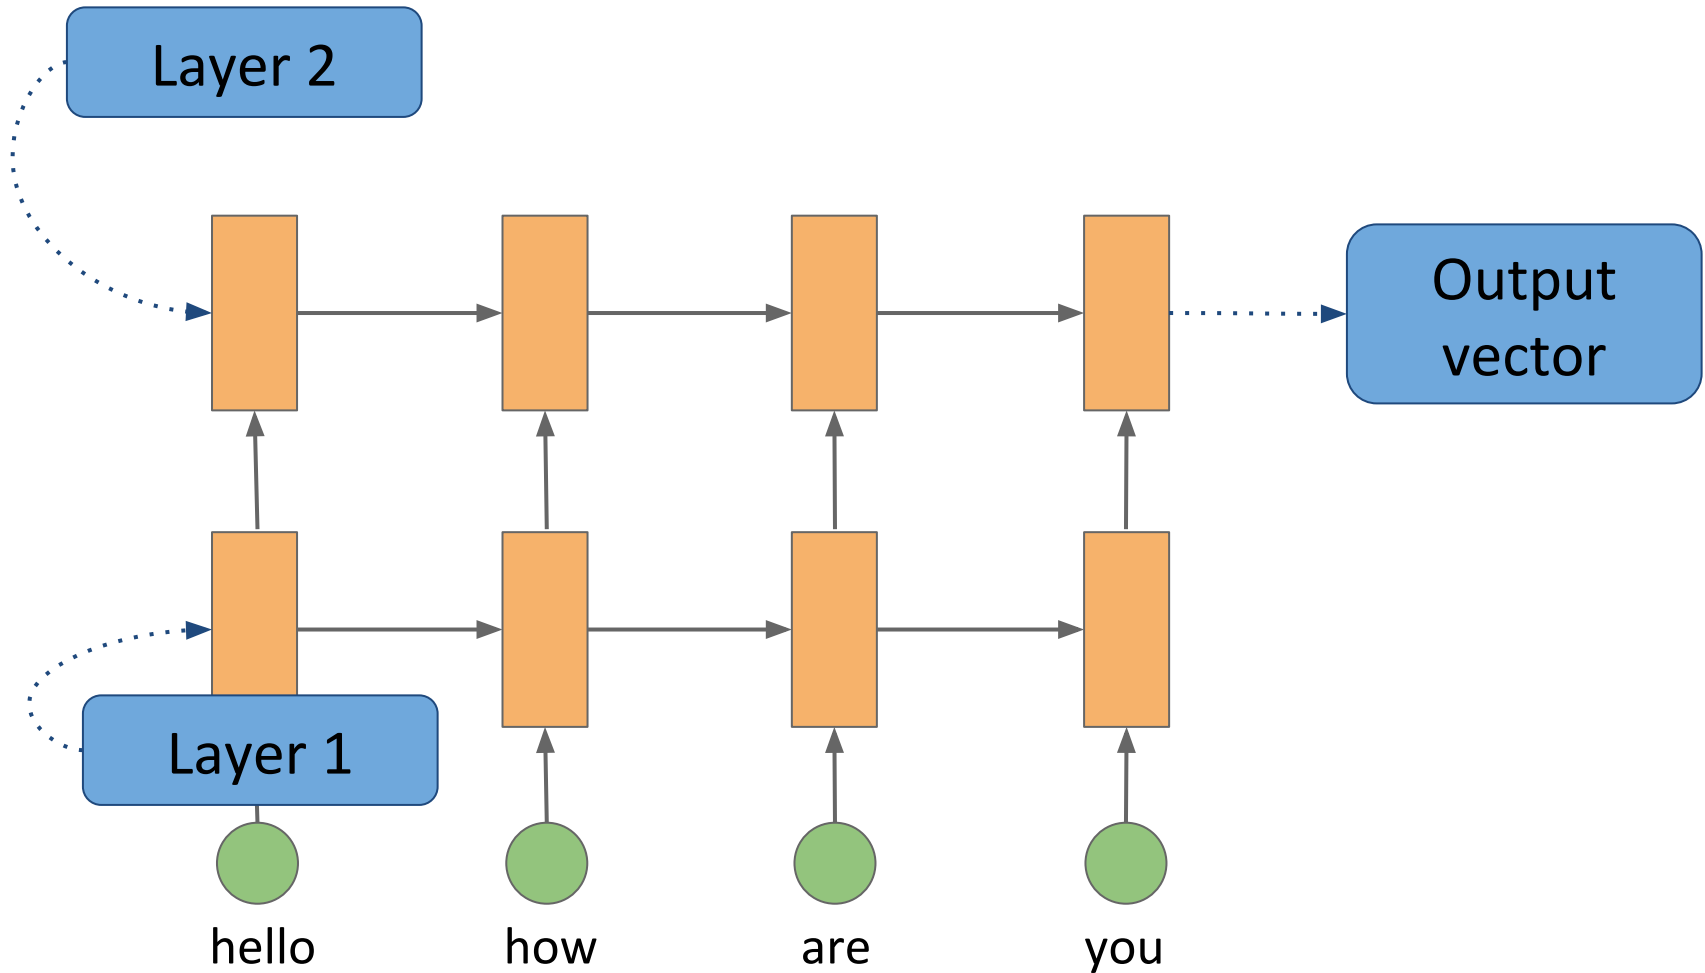 Layer 2
Output
vector
Layer 1
hello how are you